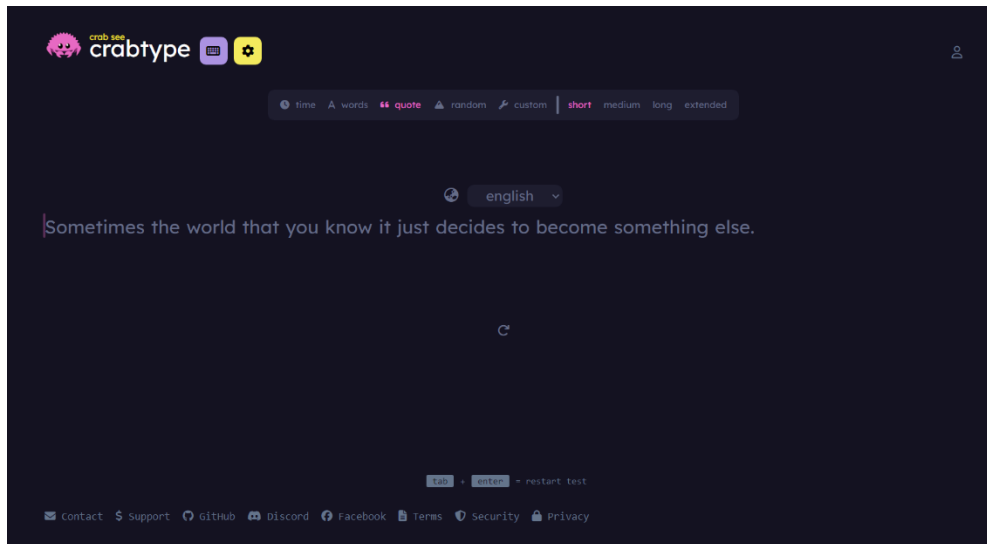 crab see
crabtype
time A words quote random custom short medium long extended
english
Sometimes the world that you know it just decides to become something else.
tab + enter = restart test
Contact $ Support GitHub Discord Facebook Terms Security Privacy